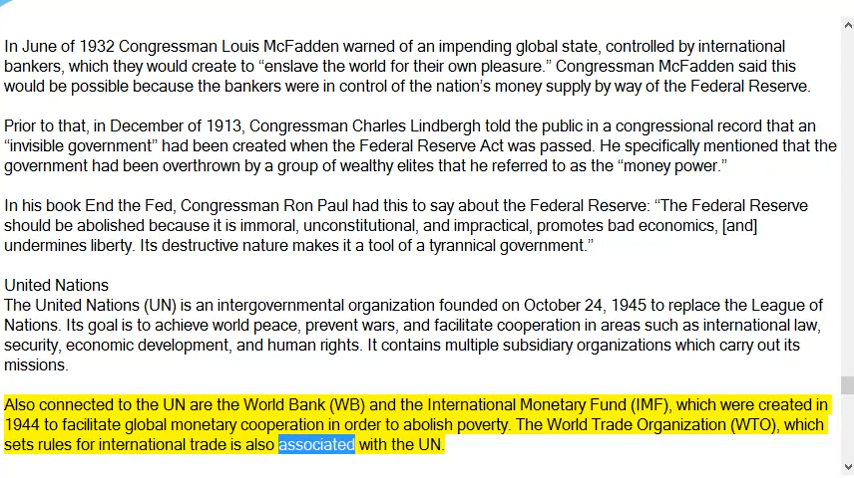 In June of 1932 Congressman Louis McFadden warned of an impending global state, controlled by international
bankers, which they would create to “enslave the world for their own pleasure.” Congressman McFadden said this
would be possible because the bankers were in control of the nation’s money supply by way of the Federal Reserve.
Prior to that, in December of 1913, Congressman Charles Lindbergh told the public in a congressional record that an
“invisible government” had been created when the Federal Reserve Act was passed. He specifically mentioned that the
government had been overthrown by a group of wealthy elites that he referred to as the “money power.”
In his book End the Fed, Congressman Ron Paul had this to say about the Federal Reserve: “The Federal Reserve
should be abolished because it is immoral, unconstitutional, and impractical, promotes bad economics, [and]
undermines liberty. Its destructive nature makes it a tool of a tyrannical government.”
United Nations
The United Nations (UN) is an intergovernmental organization founded on October 24, 1945 to replace the League of
Nations. Its goal is to achieve world peace, prevent wars, and facilitate cooperation in areas such as international law,
security, economic development, and human rights. It contains multiple subsidiary organizations which carry out its
missions.
Also connected to the UN are the World Bank (WB) and the International Monetary Fund (IMF), which were created in
1944 to facilitate global monetary cooperation in order to abolish poverty. The World Trade Organization (WTO), which
sets rules for international trade is also associated with the UN.